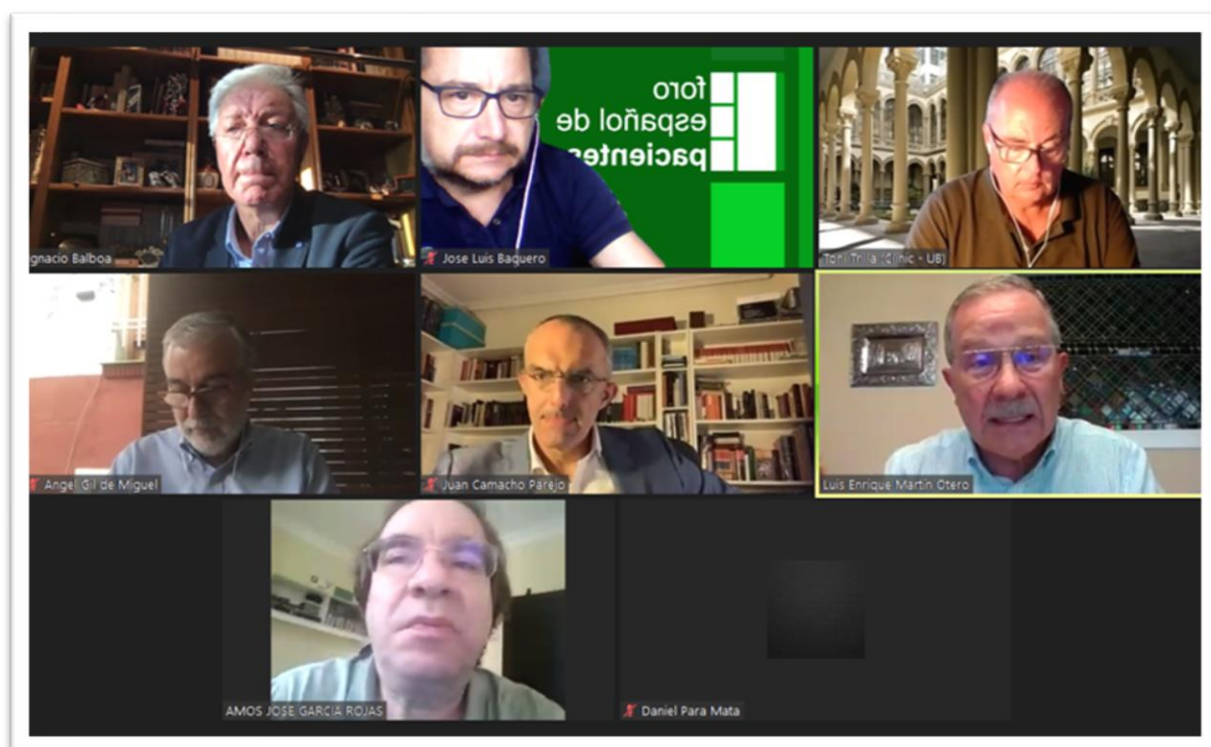 foro
español de
pacientes
gnacio Balboa
Jose Luis Baquero
Toni Trilla (Clinic - UB)
Angel Gil de Miguel
Juan Camacho Parejo
Luis Enrique Martín Otero
AMOS JOSE GARCIA ROJAS
Daniel Para Mata